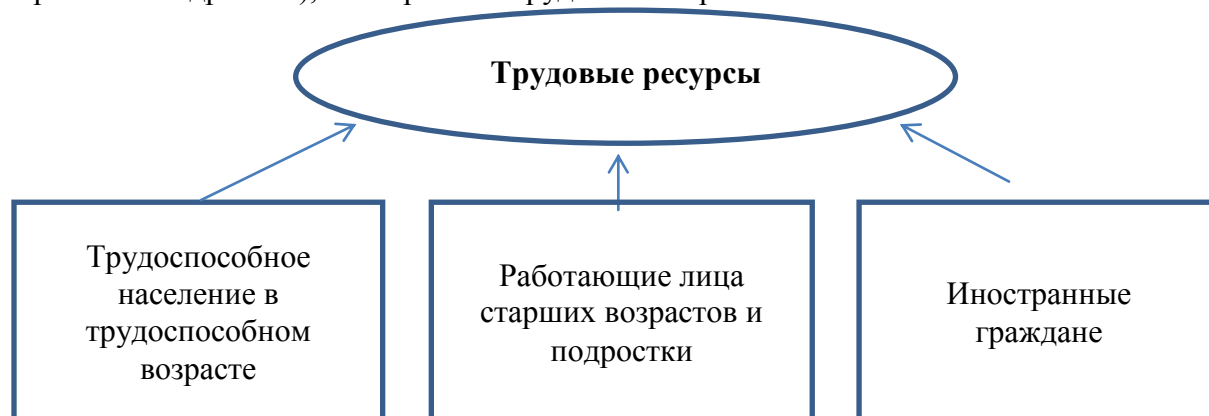 Трудовые ресурсы
Трудоспособное
население в
трудоспособном
возрасте
Работающие лица
старших возрастов и
подростки
Иностранные
граждане